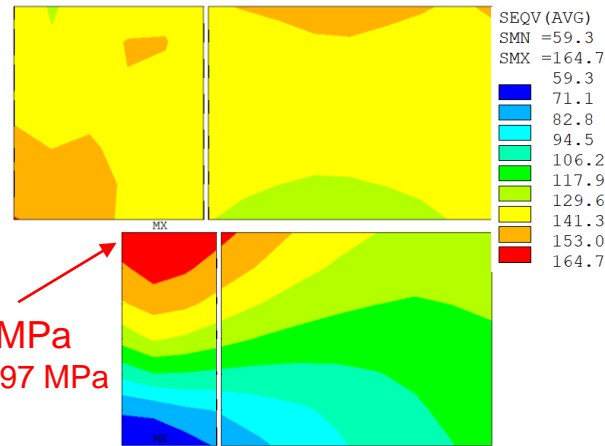 SEQV(AVG)
SMN =59.3
SMX =164.7
59.3
71.1
82.8
94.5
106.2
117.9
129.6
141.3
153.0
164.7
MX
MPa
97 MPa
MN